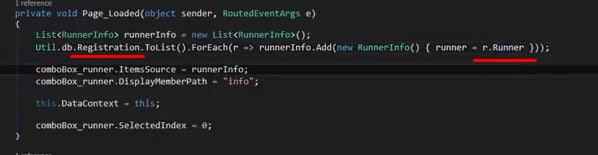 1 reference
private void Page_Loaded(object sender, RoutedEventArgs e)
{
List<RunnerInfo> runnerInfo = new List<RunnerInfo>();
Util.db.Registration.ToList().ForEach(r => runnerInfo.Add(new RunnerInfo() { runner = r.Runner }));
comboBox_runner.ItemsSource = runnerInfo;
comboBox_runner.DisplayMemberPath = "info";
this.DataContext = this;
comboBox_runner.SelectedIndex = 0;
}